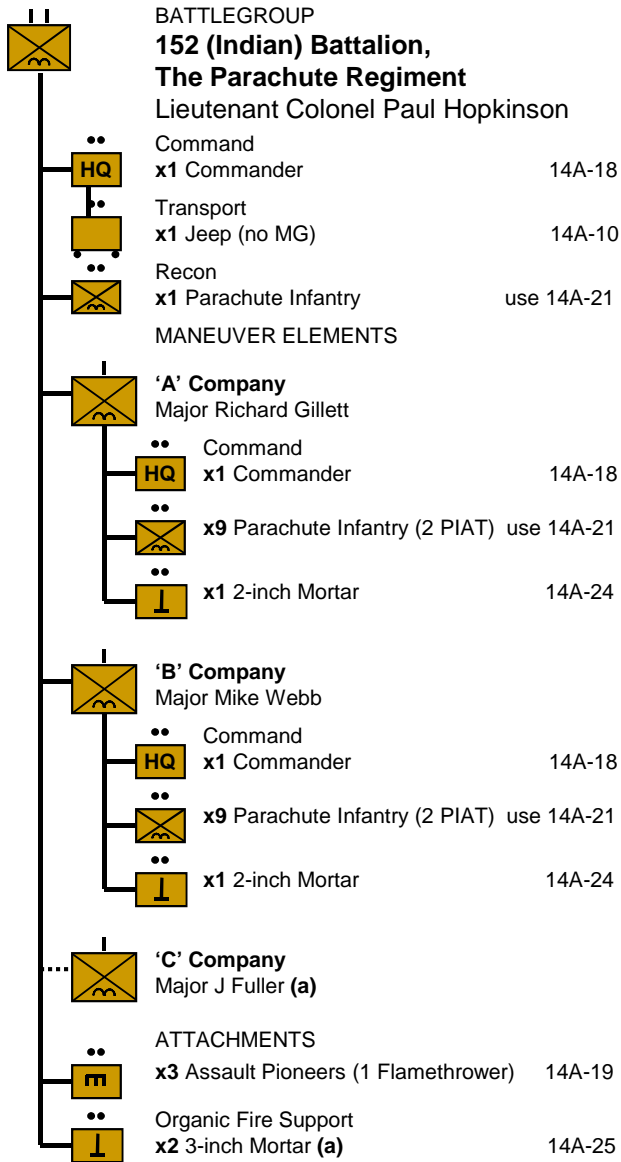 BATTLEGROUP
152 (Indian) Battalion,
The Parachute Regiment
Lieutenant Colonel Paul Hopkinson
Command
HQ x1 Commander 14A-18
Transport
x1 Jeep (no MG) 14A-10
Recon
x1 Parachute Infantry use 14A-21
MANEUVER ELEMENTS
‘A’ Company
Major Richard Gillett
Command
HQ x1 Commander 14A-18
x9 Parachute Infantry (2 PIAT) use 14A-21
x1 2-inch Mortar 14A-24
‘B’ Company
Major Mike Webb
Command
HQ x1 Commander 14A-18
x9 Parachute Infantry (2 PIAT) use 14A-21
x1 2-inch Mortar 14A-24
‘C’ Company
Major J Fuller (a)
ATTACHMENTS
x3 Assault Pioneers (1 Flamethrower) 14A-19
Organic Fire Support
x2 3-inch Mortar (a) 14A-25